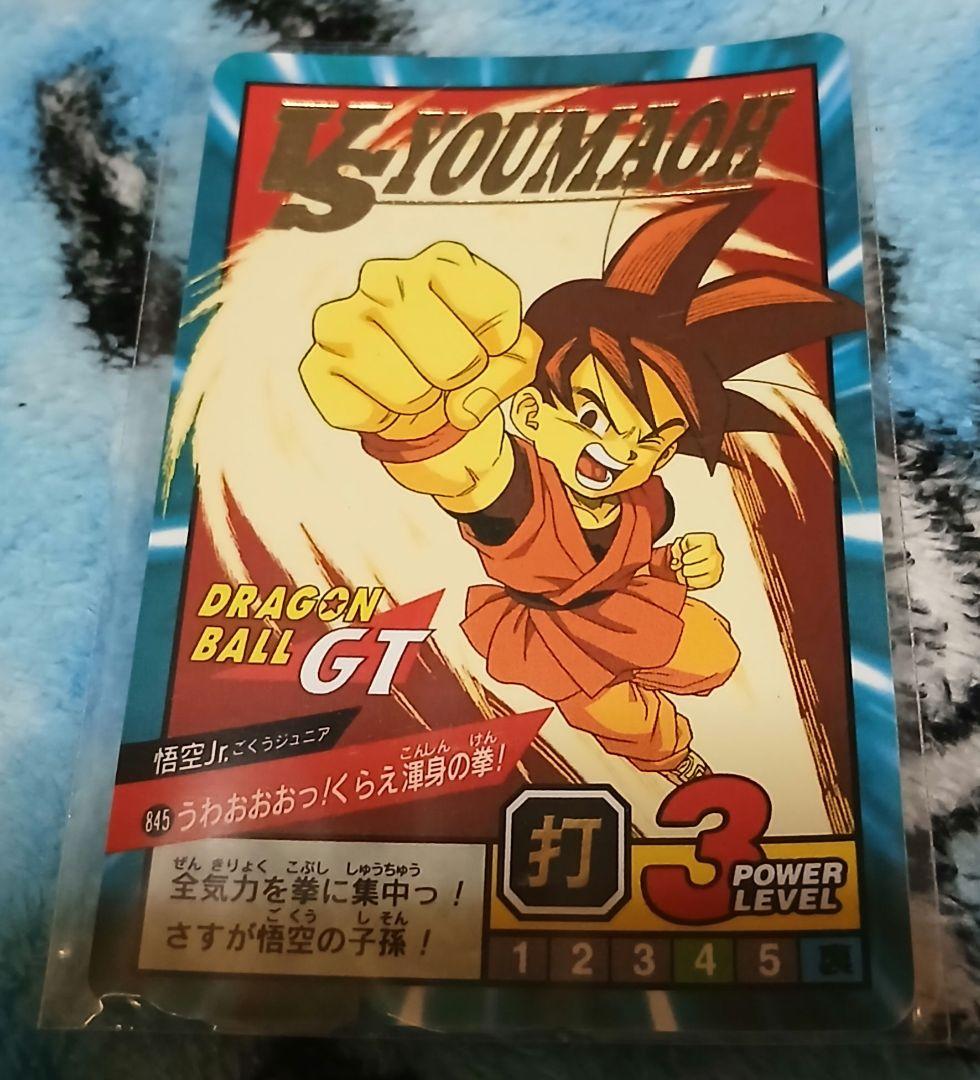 VS YOUMAOH
DRAGON
BALL GT
悟空Jr. ごくうジュニア
こんしん けん
845 うわおおおっ!くらえ渾身の拳!
ぜん きりょく こぶし しゅうちゅう
全気力を拳に集中っ!
ごくう しそん
さすが悟空の子孫!
打
3 POWER
LEVEL
1 2 3 4 5 裏